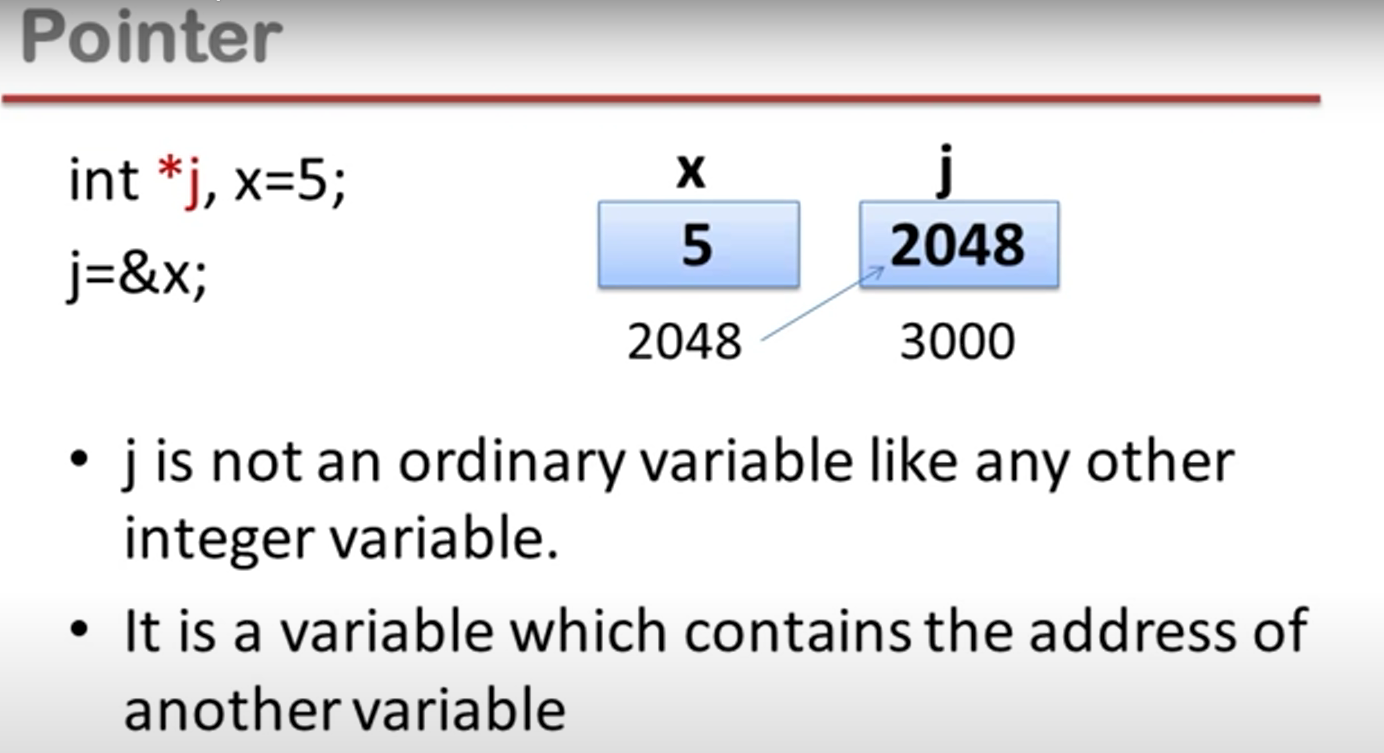 Pointer
int *j, x=5;
j=&x;
x j
5 2048
2048 3000
• j is not an ordinary variable like any other
integer variable.
• It is a variable which contains the address of
another variable